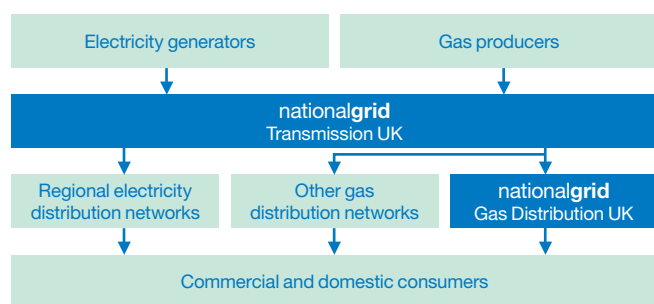 Electricity generators
Gas producers
nationalgrid
Transmission UK
Regional electricity
distribution networks
Other gas
distribution networks
nationalgrid
Gas Distribution UK
Commercial and domestic consumers